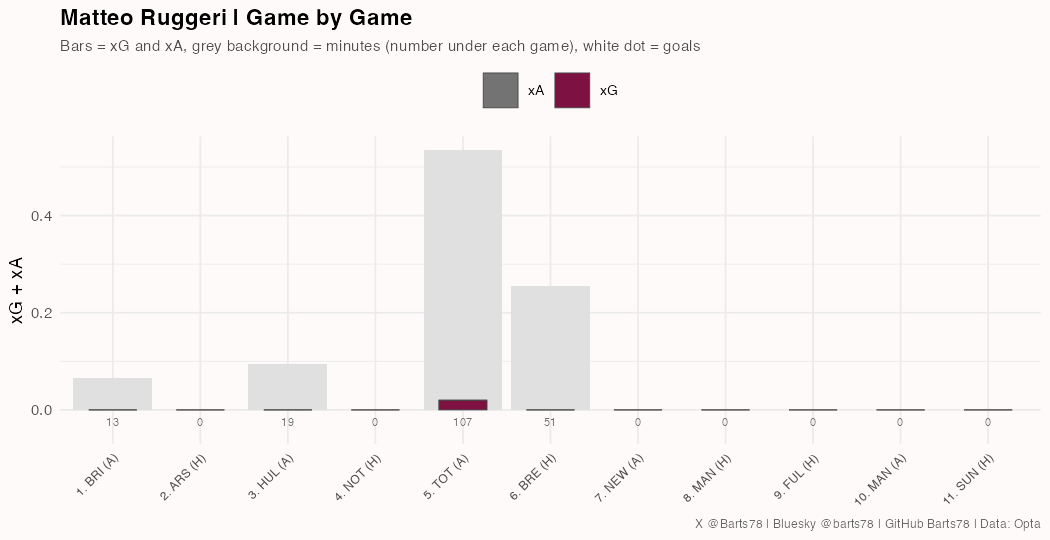 Matteo Ruggeri | Game by Game
Bars = xG and xA, grey background = minutes (number under each game), white dot = goals
xA xG
xG + xA
0.4
0.2
0.0
13 0 19 0 107 51 0 0 0 0 0
1. BRI (A) 2. ARS (H) 3. HUL (A) 4. NOT (H) 5. TOT (A) 6. BRE (H) 7. NEW (A) 8. MAN (H) 9. FUL (H) 10. MAN (A) 11. SUN (H)
X @Barts78 | Bluesky @barts78 | GitHub Barts78 | Data: Opta